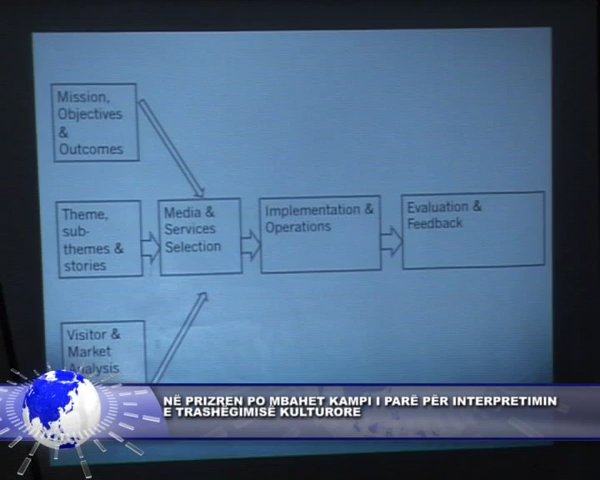 Mission,
Objectives
&
Outcomes
Theme,
sub-
themes &
stories
Media &
Services
Selection
Implementation &
Operations
Evaluation &
Feedback
Visitor &
Market
Analysis
NË PRIZREN PO MBAHET KAMPI I PARË PËR INTERPRETIMIN
E TRASHËGIMISË KULTURORE